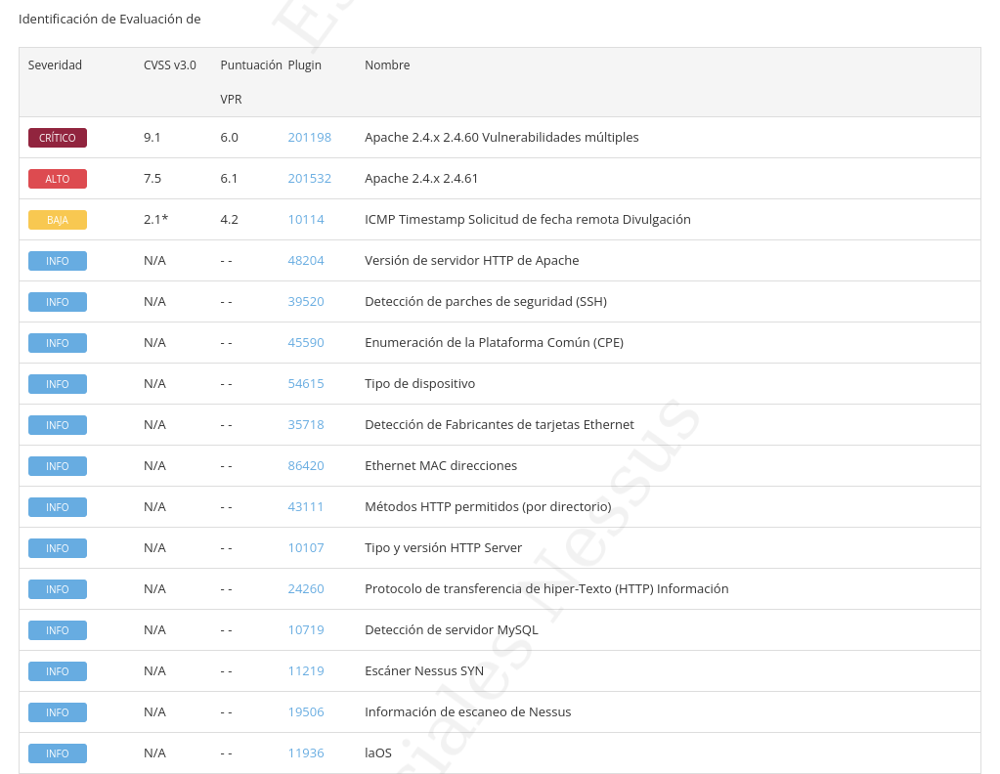 Identificación de Evaluación de
Severidad CVSS v3.0 Puntuación VPR Plugin Nombre
CRÍTICO 9.1 6.0 201198 Apache 2.4.x 2.4.60 Vulnerabilidades múltiples
ALTO 7.5 6.1 201532 Apache 2.4.x 2.4.61
BAJA 2.1* 4.2 10114 ICMP Timestamp Solicitud de fecha remota Divulgación
INFO N/A - - 48204 Versión de servidor HTTP de Apache
INFO N/A - - 39520 Detección de parches de seguridad (SSH)
INFO N/A - - 45590 Enumeración de la Plataforma Común (CPE)
INFO N/A - - 54615 Tipo de dispositivo
INFO N/A - - 35718 Detección de Fabricantes de tarjetas Ethernet
INFO N/A - - 86420 Ethernet MAC direcciones
INFO N/A - - 43111 Métodos HTTP permitidos (por directorio)
INFO N/A - - 10107 Tipo y versión HTTP Server
INFO N/A - - 24260 Protocolo de transferencia de hiper-Texto (HTTP) Información
INFO N/A - - 10719 Detección de servidor MySQL
INFO N/A - - 11219 Escáner Nessus SYN
INFO N/A - - 19506 Información de escaneo de Nessus
INFO N/A - - 11936 laOS
Nessus